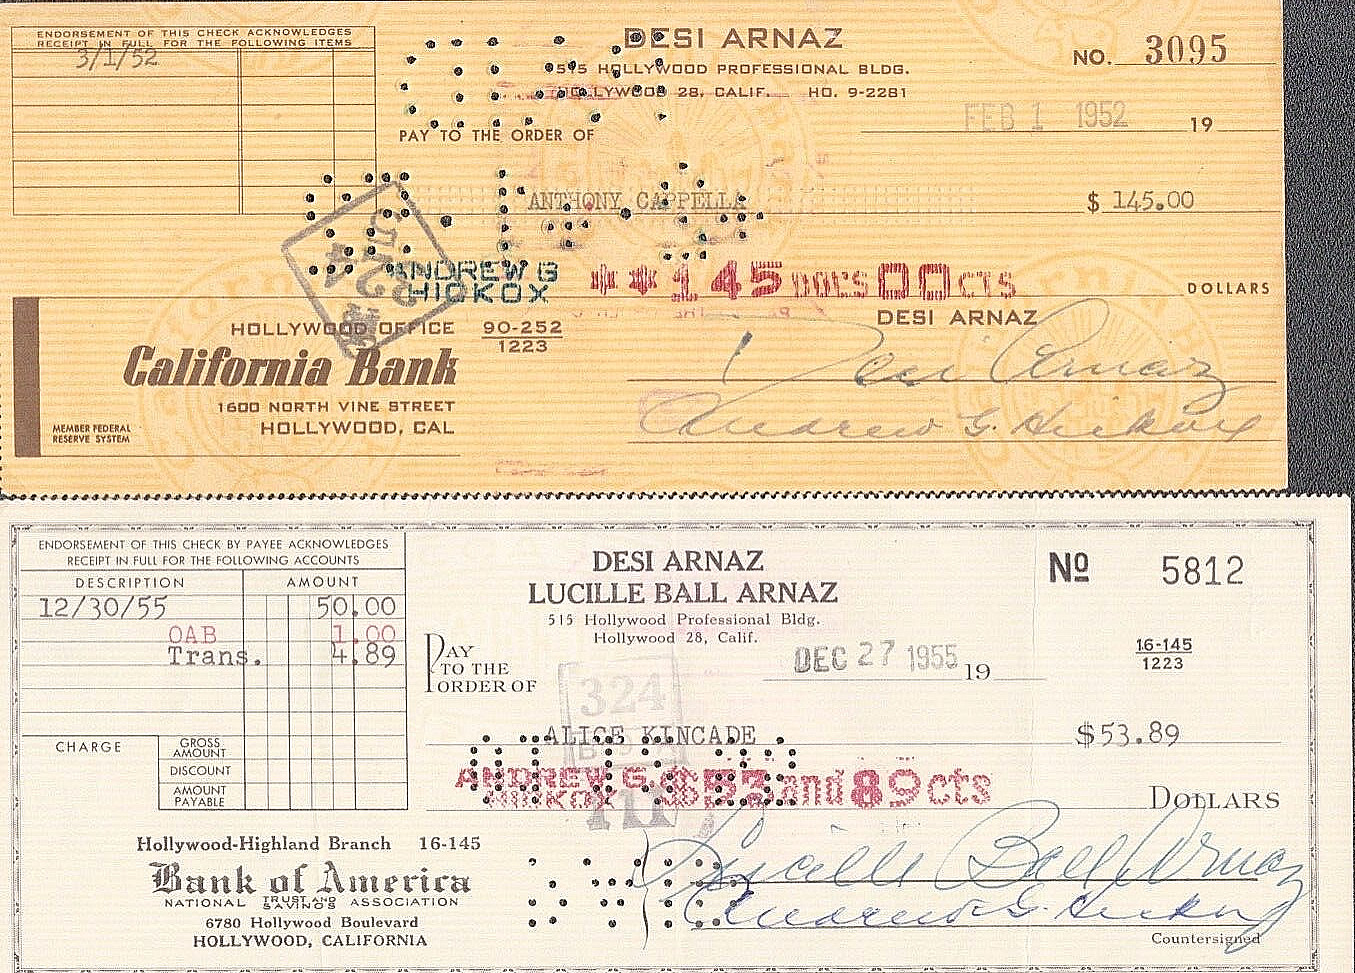 ENDORSEMENT OF THIS CHECK ACKNOWLEDGES
RECEIPT IN FULL FOR THE FOLLOWING ITEMS
3/1/52
DESI ARNAZ
515 HOLLYWOOD PROFESSIONAL BLDG.
HOLLYWOOD 28, CALIF. HO. 9-2281
NO. 3095
FEB 1 1952 19
PAY TO THE ORDER OF
ANTHONY CAPPELLA
$ 145.00
ANDREW G
HICKOX
**145 DOLS 00 CTS
DOLLARS
HOLLYWOOD OFFICE 90-252
1223
DESI ARNAZ
California Bank
Desi Arnaz
1600 NORTH VINE STREET
HOLLYWOOD, CAL
Andrew G. Hickox
MEMBER FEDERAL
RESERVE SYSTEM
ENDORSEMENT OF THIS CHECK BY PAYEE ACKNOWLEDGES
RECEIPT IN FULL FOR THE FOLLOWING ACCOUNTS
DESCRIPTION AMOUNT
12/30/55 50.00
OAB 1.00
Trans. 4.89
CHARGE
GROSS
AMOUNT
DISCOUNT
AMOUNT
PAYABLE
DESI ARNAZ
LUCILLE BALL ARNAZ
515 Hollywood Professional Bldg.
Hollywood 28, Calif.
No 5812
16-145
1223
DEC 27 1955 19
PAY
TO THE
ORDER OF
324
ALICE KINCADE
$53.89
ANDREW G.
HICKOX
$53 and 89 cts
DOLLARS
Hollywood-Highland Branch 16-145
Bank of America
NATIONAL TRUST AND SAVINGS ASSOCIATION
6780 Hollywood Boulevard
HOLLYWOOD, CALIFORNIA
Lucille Ball Arnaz
Andrew G. Hickox
Countersigned